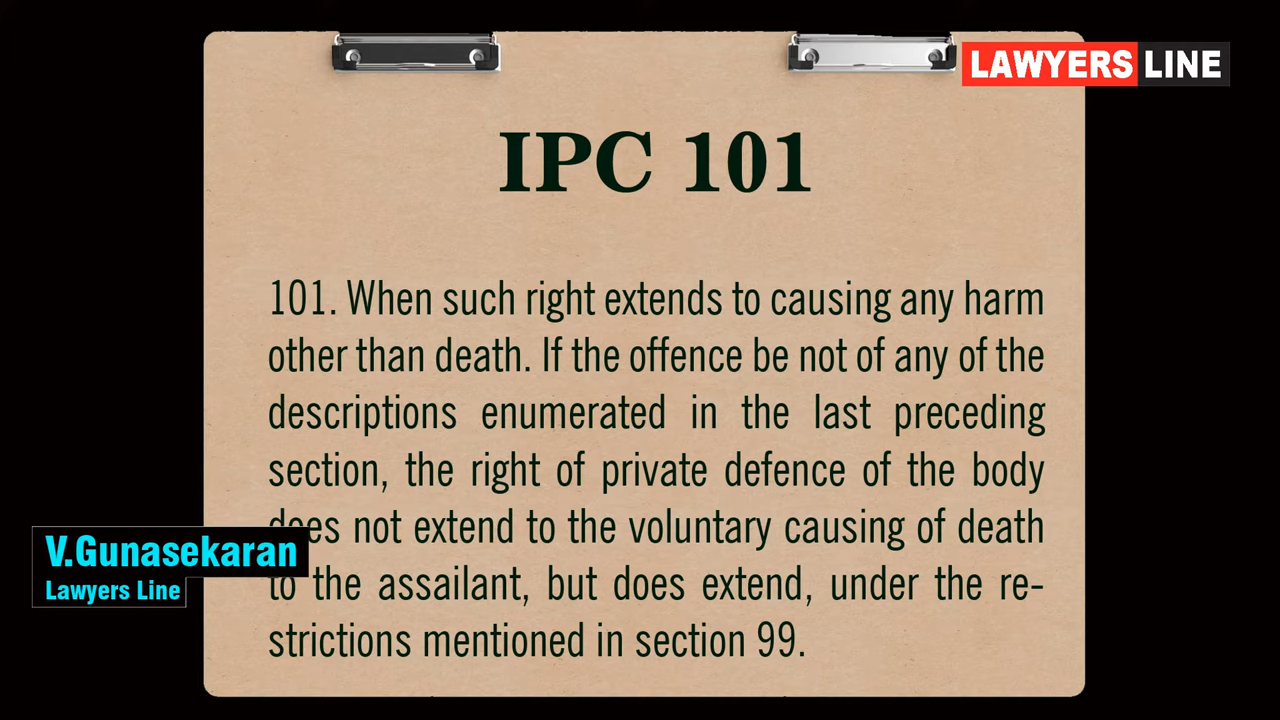 LAWYERS LINE
IPC 101
101. When such right extends to causing any harm
other than death. If the offence be not of any of the
descriptions enumerated in the last preceding
section, the right of private defence of the body
does not extend to the voluntary causing of death
V.Gunasekaran
to the assailant, but does extend, under the re-
Lawyers Line
strictions mentioned in section 99.